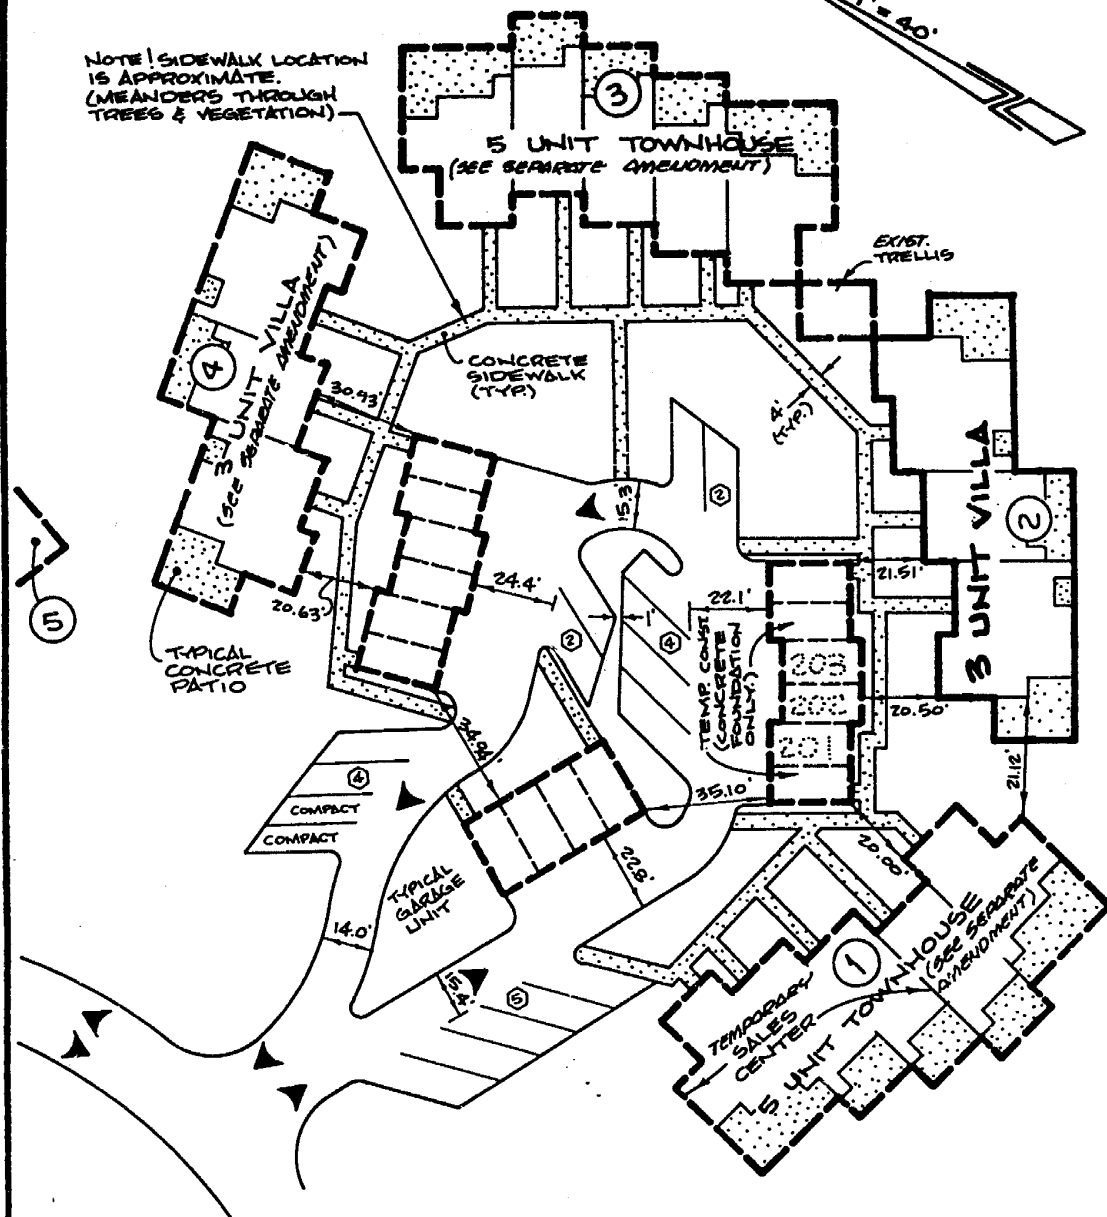 1" = 40'
NOTE! SIDEWALK LOCATION
IS APPROXIMATE.
(MEANDERS THROUGH
TREES & VEGETATION)
3
5 UNIT TOWNHOUSE
(SEE SEPARATE AMENDMENT)
EXIST.
TRELLIS
4
3 UNIT VILLA
(SEE SEPARATE AMENDMENT)
CONCRETE
SIDEWALK
(TYP.)
30.93'
4'
(TYP.)
2
15.3'
2
3 UNIT VILLA
5
20.63'
24.4'
2
1'
4
22.1'
21.51'
TEMP. CONST.
(CONCRETE
FOUNDATION
ONLY.)
203
202
201
20.50'
TYPICAL
CONCRETE
PATIO
34.94'
35.10'
21.12'
4
COMPACT
COMPACT
TYPICAL
GARAGE
UNIT
22.8'
20.00'
14.0'
15.4'
5
1
5 UNIT TOWNHOUSE
(SEE SEPARATE
AMENDMENT)
TEMPORARY
SALES
CENTER